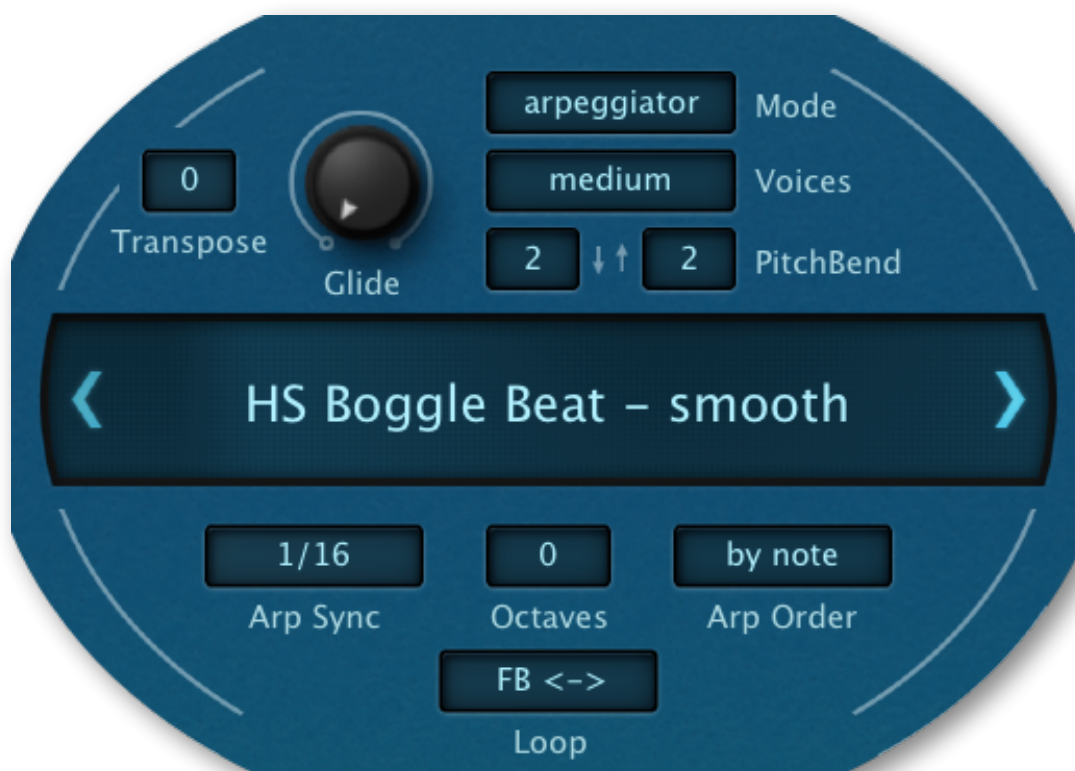 arpeggiator Mode
0
medium Voices
Transpose
2 ↓↑ 2 PitchBend
Glide
❮ HS Boggle Beat – smooth ❯
1/16 0 by note
Arp Sync Octaves Arp Order
FB <->
Loop